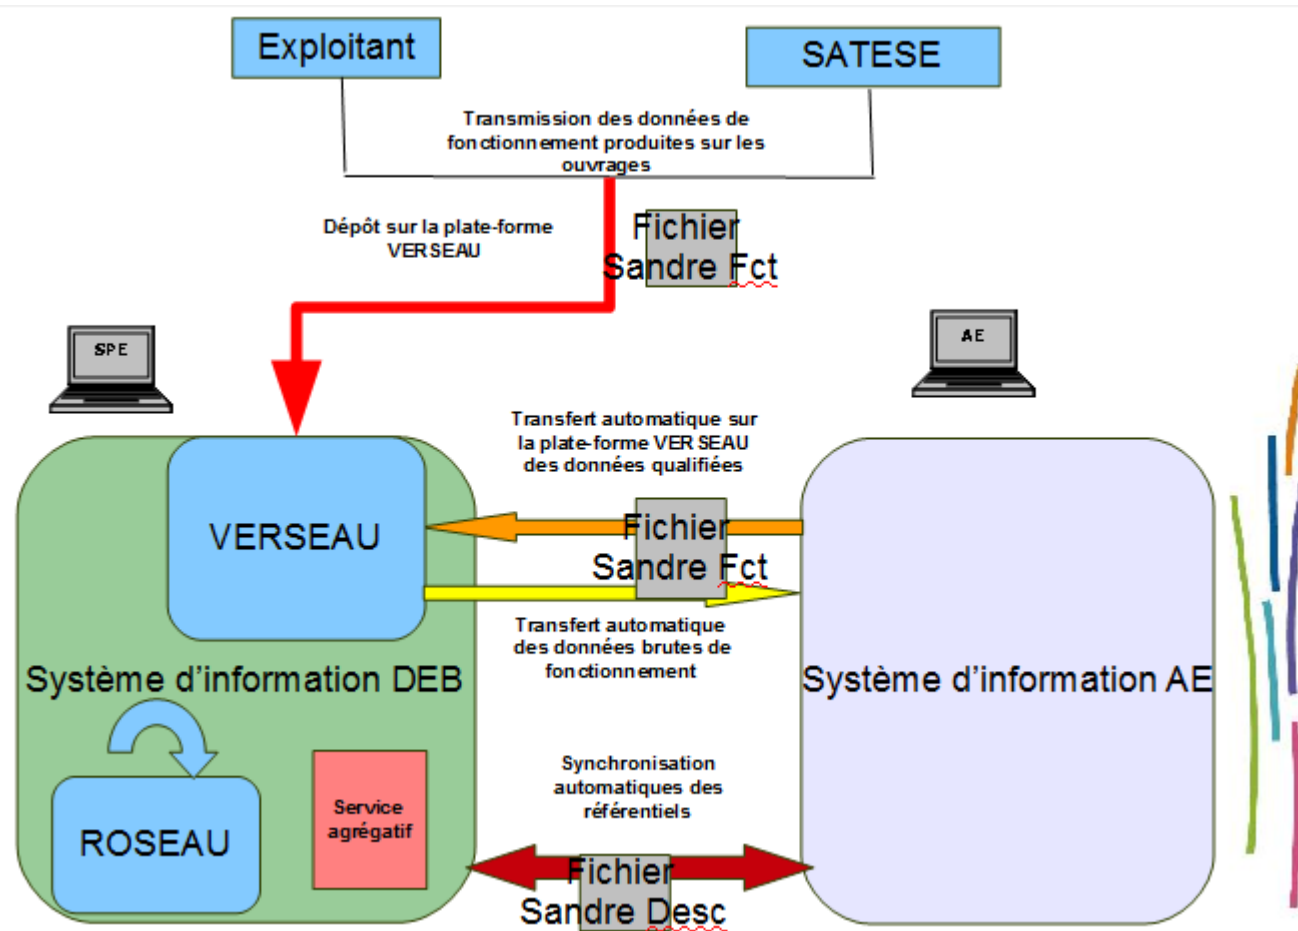 Exploitant
SATESE
Transmission des données de
fonctionnement produites sur les
ouvrages
Dépôt sur la plate-forme
VERSEAU
Fichier
Sandre Fct
SPE
AE
Transfert automatique sur
la plate-forme VERSEAU
des données qualifiées
VERSEAU
Fichier
Sandre Fct
Transfert automatique
des données brutes de
fonctionnement
Système d'information DEB
Système d'information AE
Synchronisation
automatiques des
référentiels
Service
agrégatif
ROSEAU
Fichier
Sandre Desc